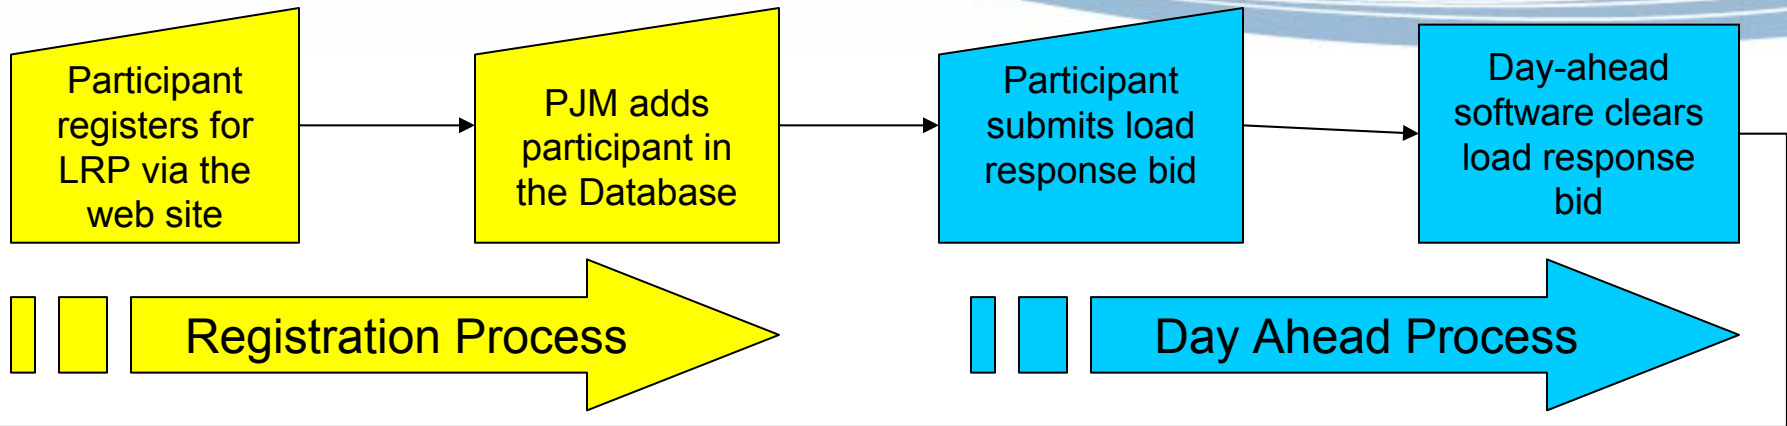 Participant
registers for
LRP via the
web site
PJM adds
participant in
the Database
Participant
submits load
response bid
Day-ahead
software clears
load response
bid
Registration Process
Day Ahead Process